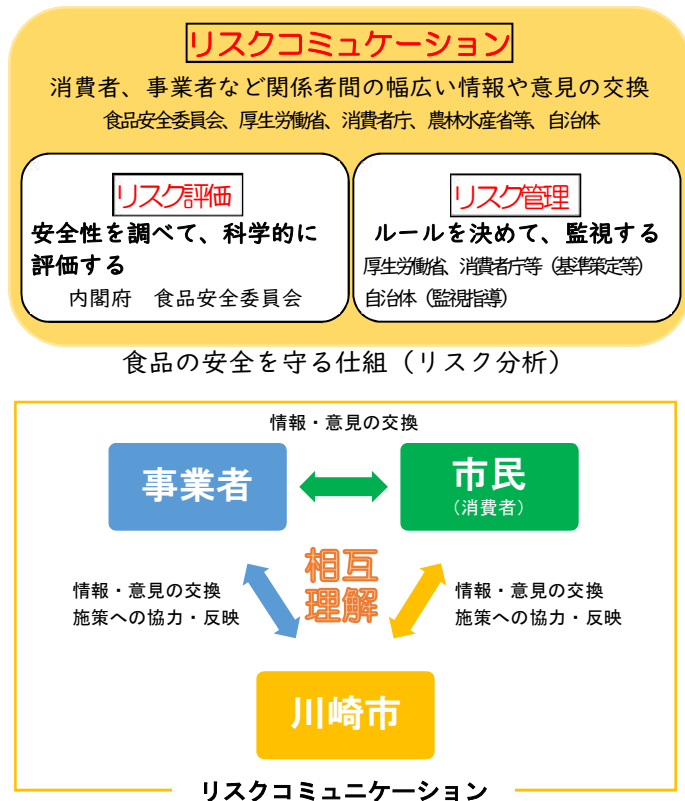 リスクコミュケーション
消費者、事業者など関係者間の幅広い情報や意見の交換
食品安全委員会、厚生労働省、消費者庁、農林水産省等、自治体
リスク評価
安全性を調べて、科学的に
評価する
内閣府　食品安全委員会
リスク管理
ルールを決めて、監視する
厚生労働省、消費者庁等（基準策定等）
自治体（監視指導）
食品の安全を守る仕組（リスク分析）
情報・意見の交換
事業者
市民
（消費者）
相互
理解
情報・意見の交換
施策への協力・反映
情報・意見の交換
施策への協力・反映
川崎市
リスクコミュニケーション